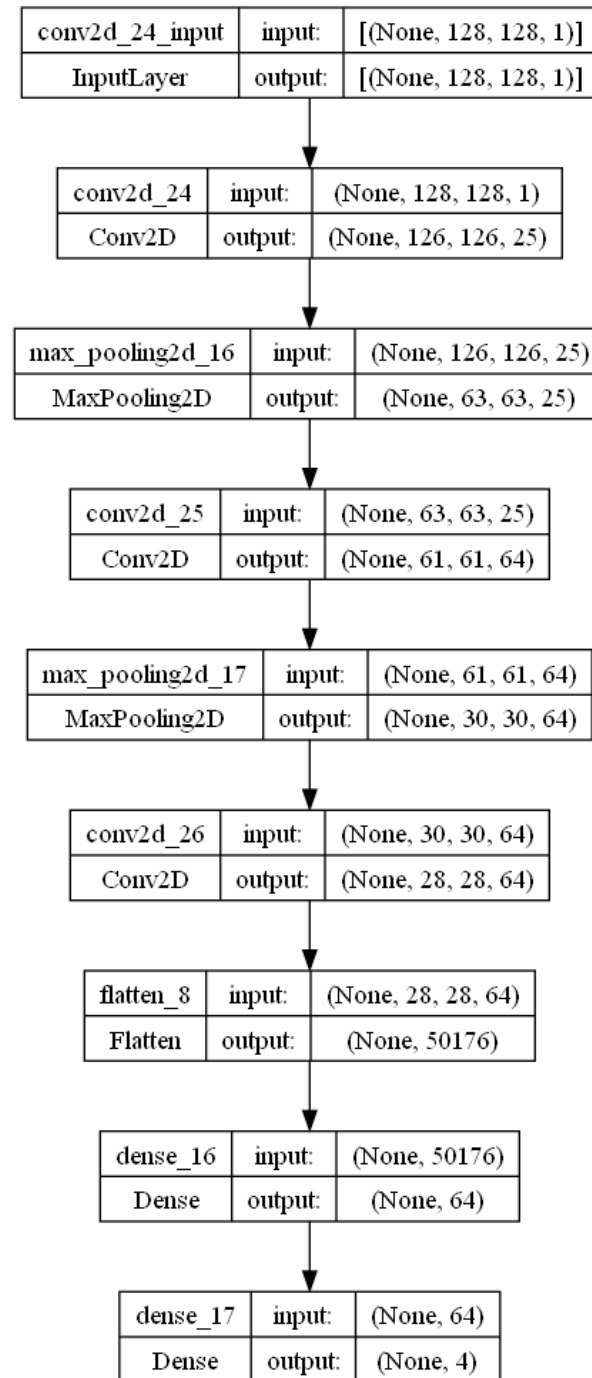 conv2d_24_input input: [(None, 128, 128, 1)]
InputLayer output: [(None, 128, 128, 1)]
conv2d_24 input: (None, 128, 128, 1)
Conv2D output: (None, 126, 126, 25)
max_pooling2d_16 input: (None, 126, 126, 25)
MaxPooling2D output: (None, 63, 63, 25)
conv2d_25 input: (None, 63, 63, 25)
Conv2D output: (None, 61, 61, 64)
max_pooling2d_17 input: (None, 61, 61, 64)
MaxPooling2D output: (None, 30, 30, 64)
conv2d_26 input: (None, 30, 30, 64)
Conv2D output: (None, 28, 28, 64)
flatten_8 input: (None, 28, 28, 64)
Flatten output: (None, 50176)
dense_16 input: (None, 50176)
Dense output: (None, 64)
dense_17 input: (None, 64)
Dense output: (None, 4)